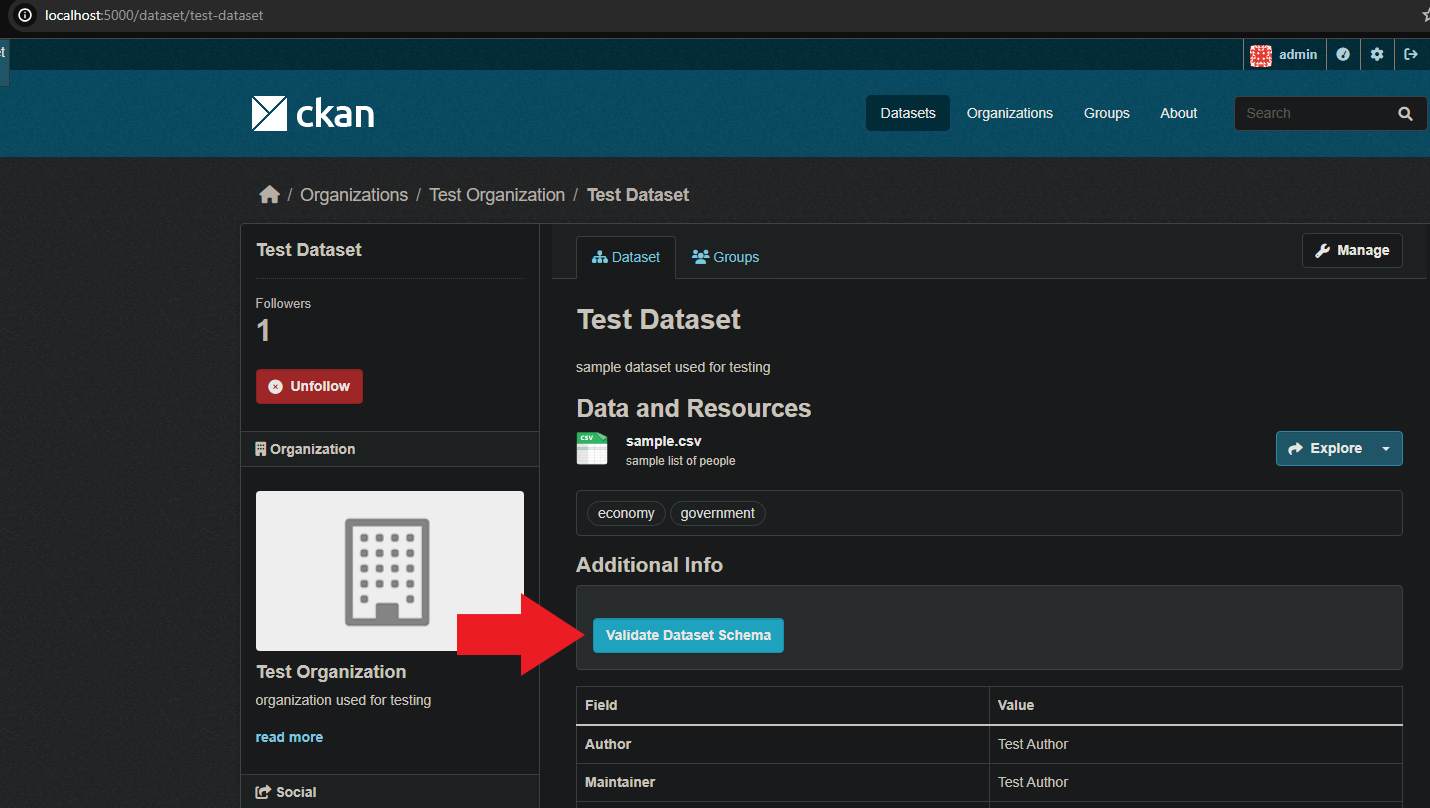 localhost:5000/dataset/test-dataset
admin
ckan
Datasets Organizations Groups About Search
/ Organizations / Test Organization / Test Dataset
Test Dataset
Followers
1
Unfollow
Organization
Test Organization
organization used for testing
read more
Social
Dataset Groups Manage
Test Dataset
sample dataset used for testing
Data and Resources
CSV
sample.csv
sample list of people
Explore
economy government
Additional Info
Validate Dataset Schema
Field Value
Author Test Author
Maintainer Test Author